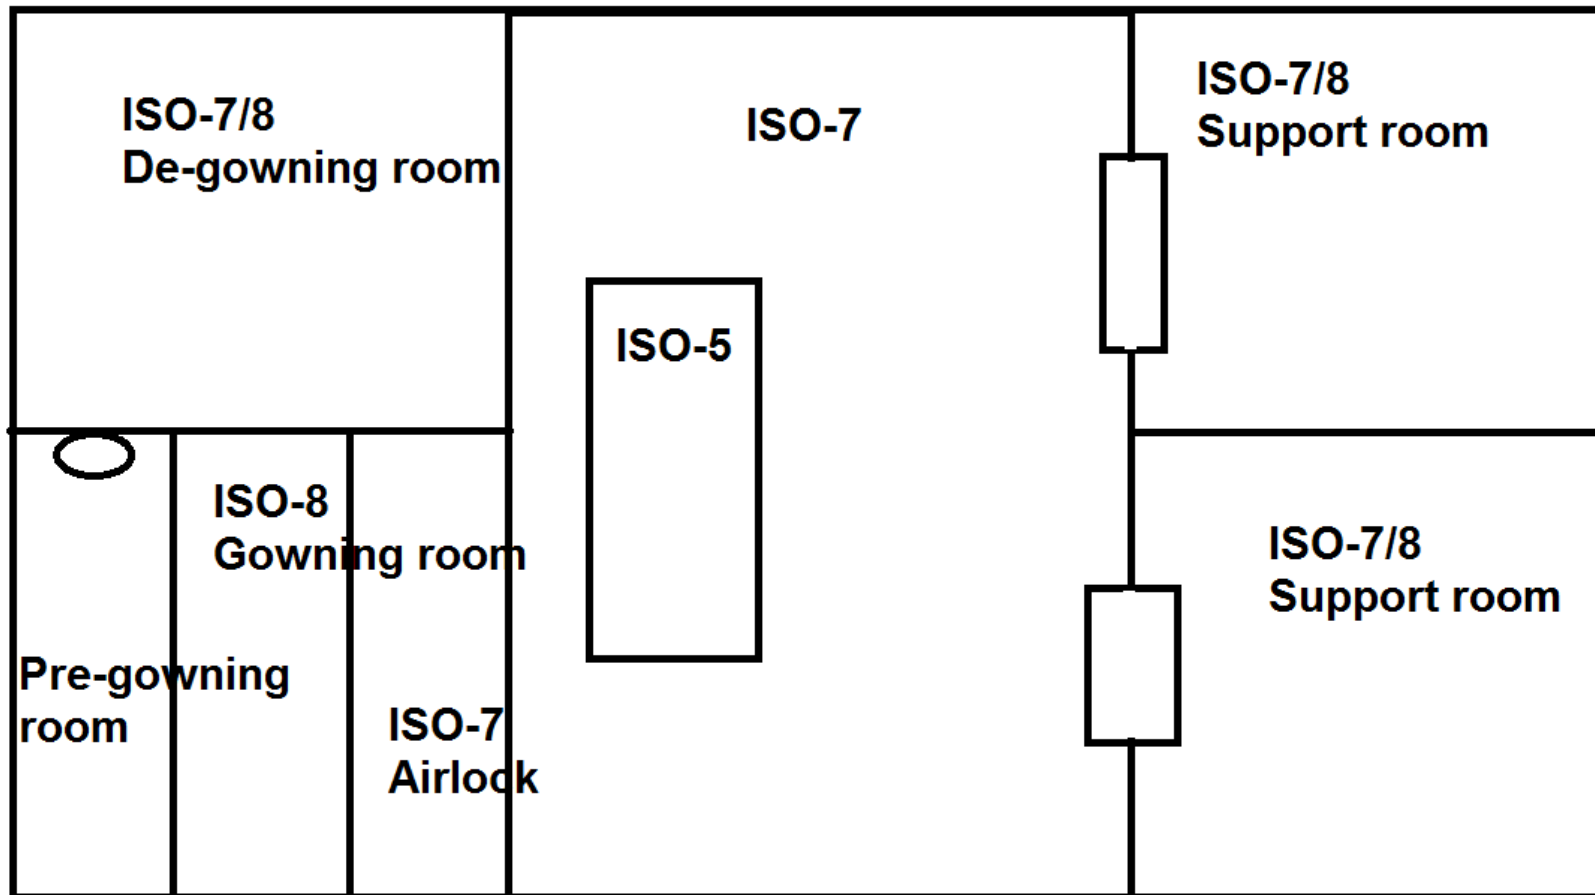 ISO-7/8
De-gowning room
ISO-7
ISO-7/8
Support room
ISO-5
ISO-8
Gowning room
ISO-7/8
Support room
Pre-gowning
room
ISO-7
Airlock